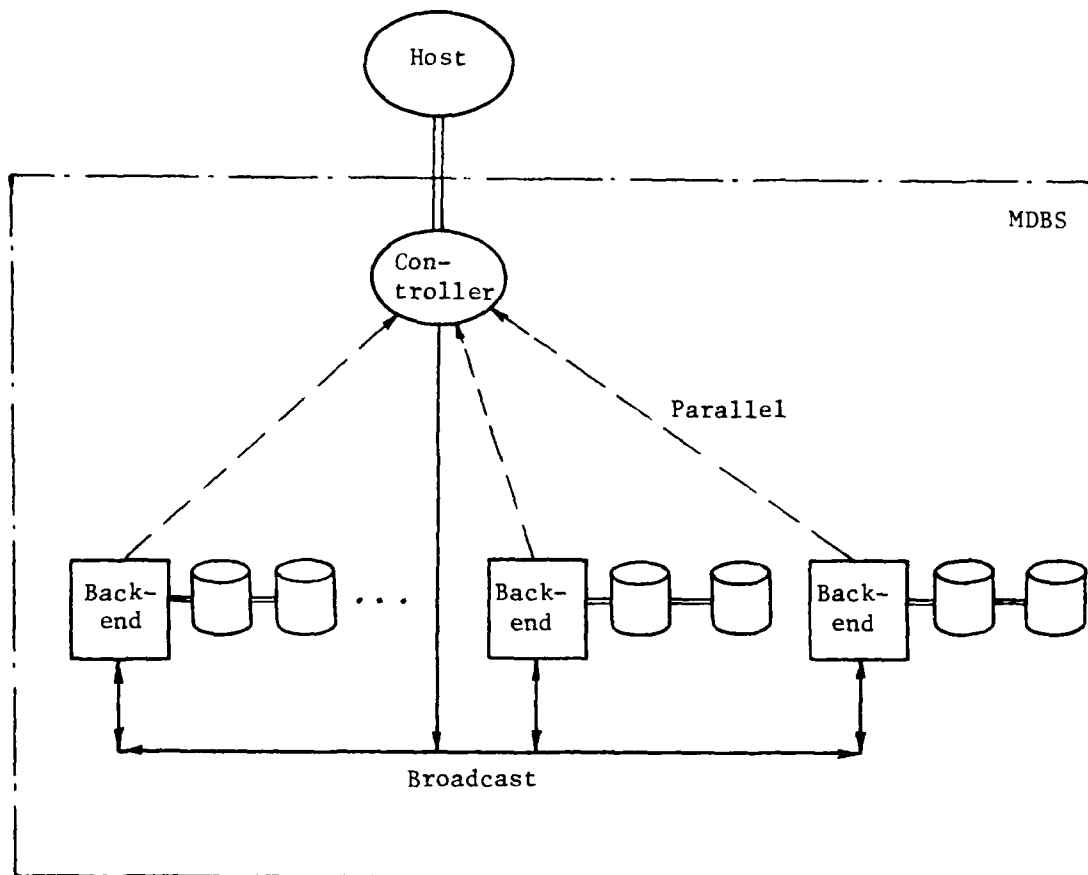 Host
MDBS
Con-
troller
Parallel
Back-
end
. . .
Back-
end
Back-
end
Broadcast